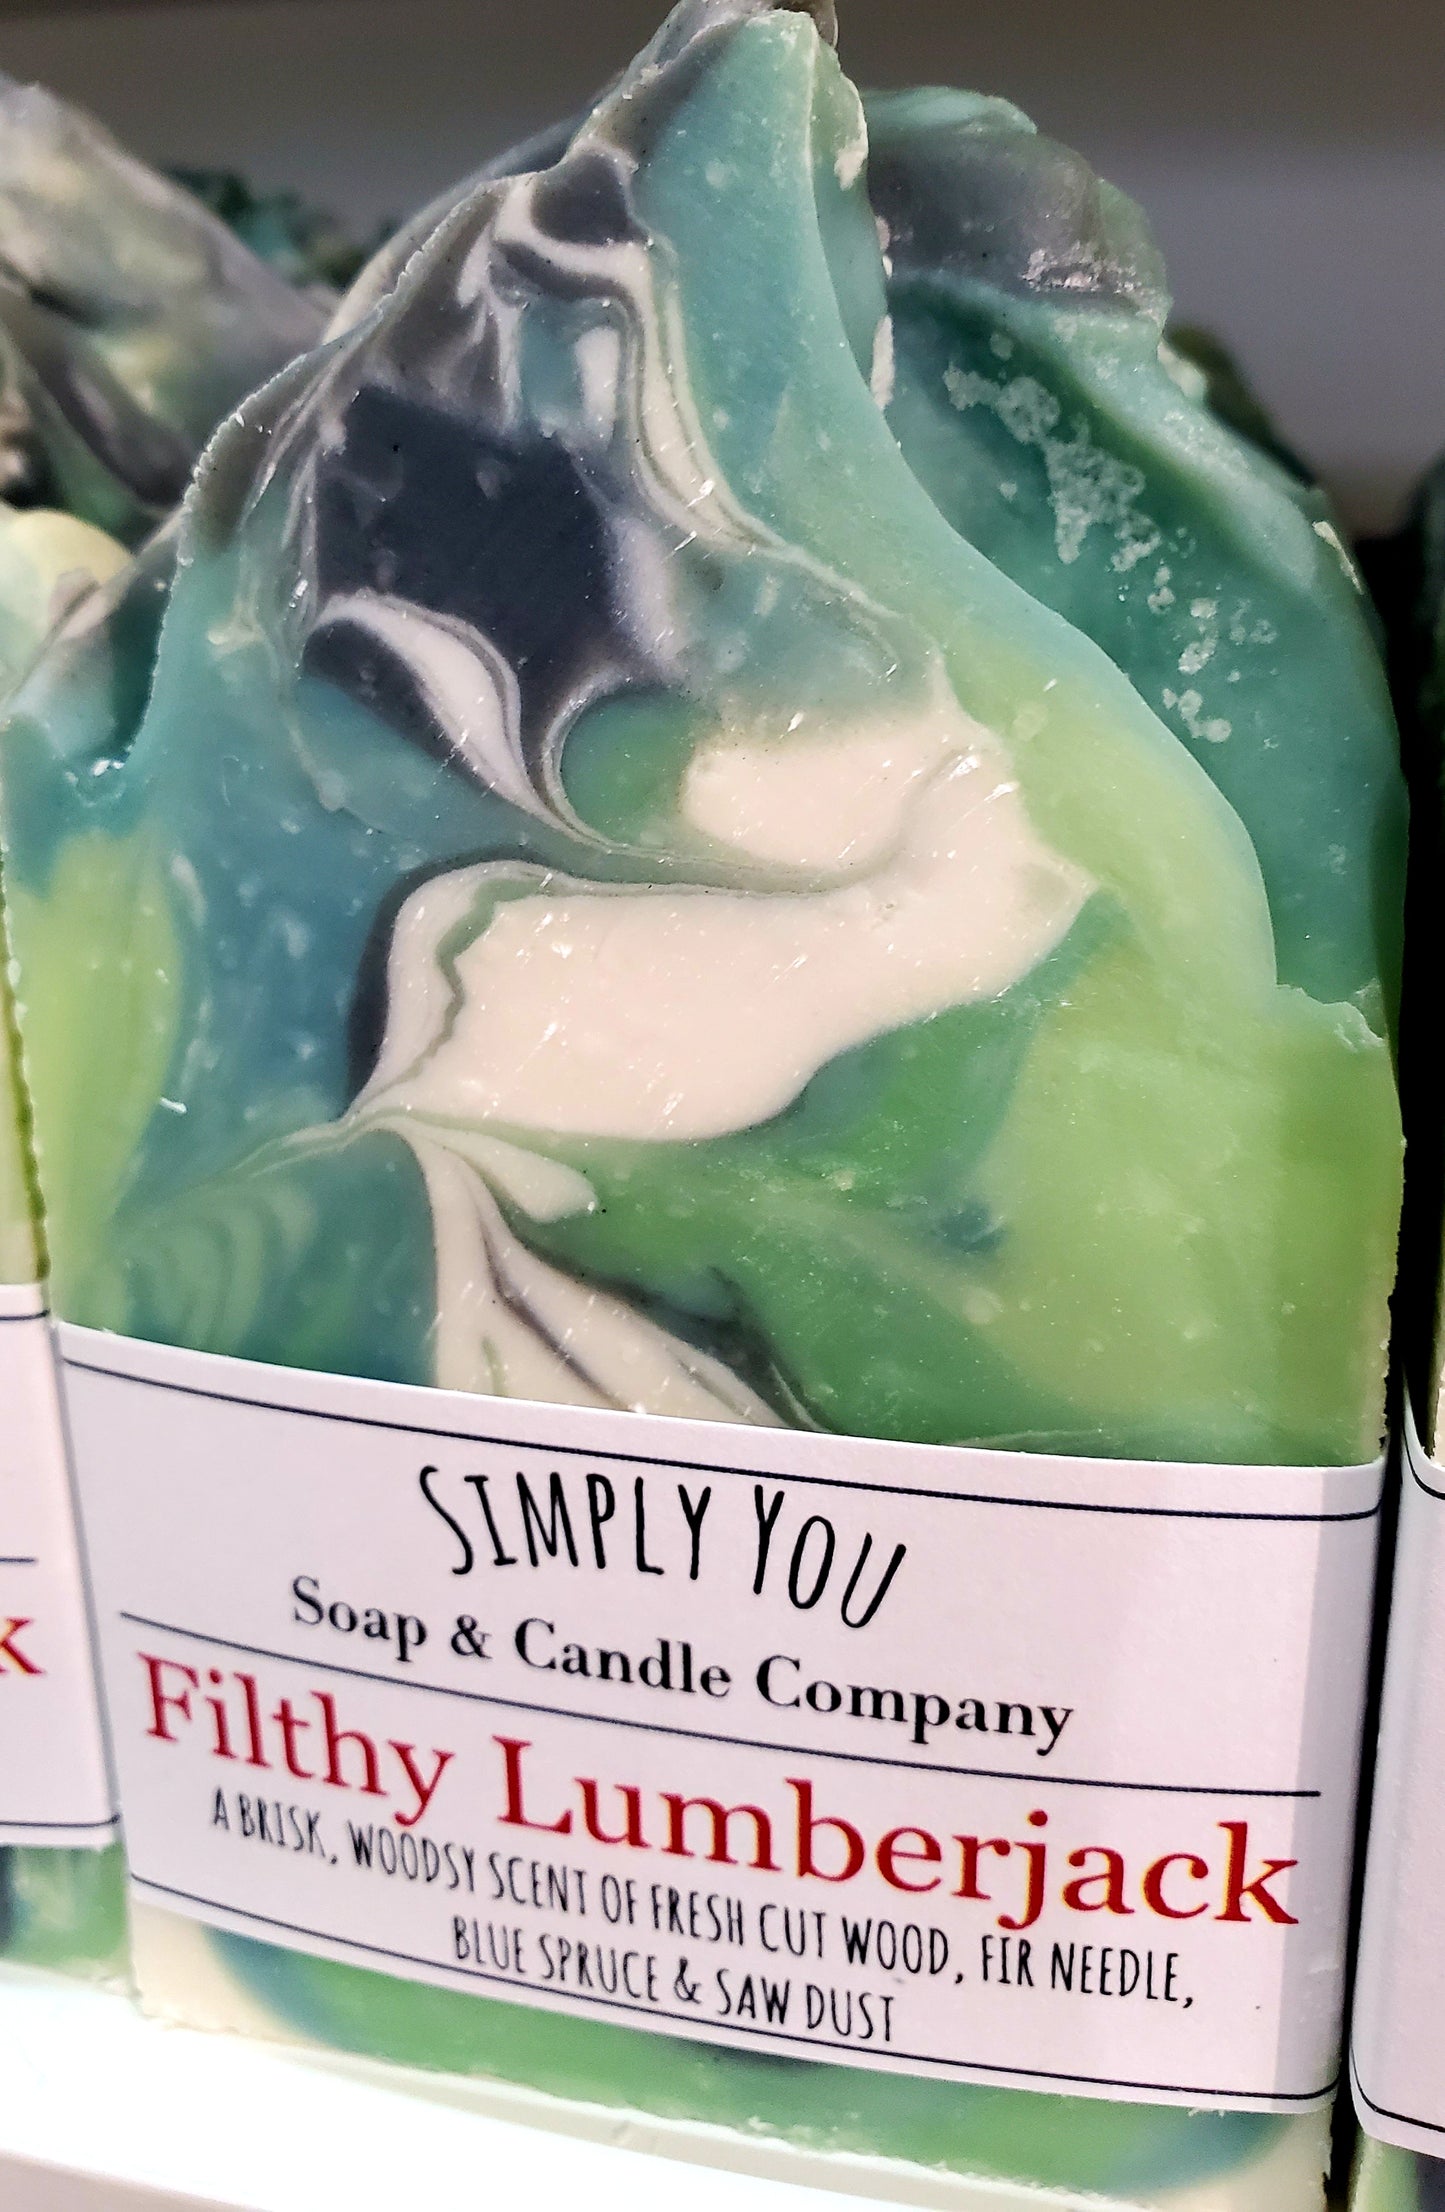 SIMPLY YOU
Soap & Candle Company
Filthy Lumberjack
A BRISK, WOODSY SCENT OF FRESH CUT WOOD, FIR NEEDLE,
BLUE SPRUCE & SAW DUST
k